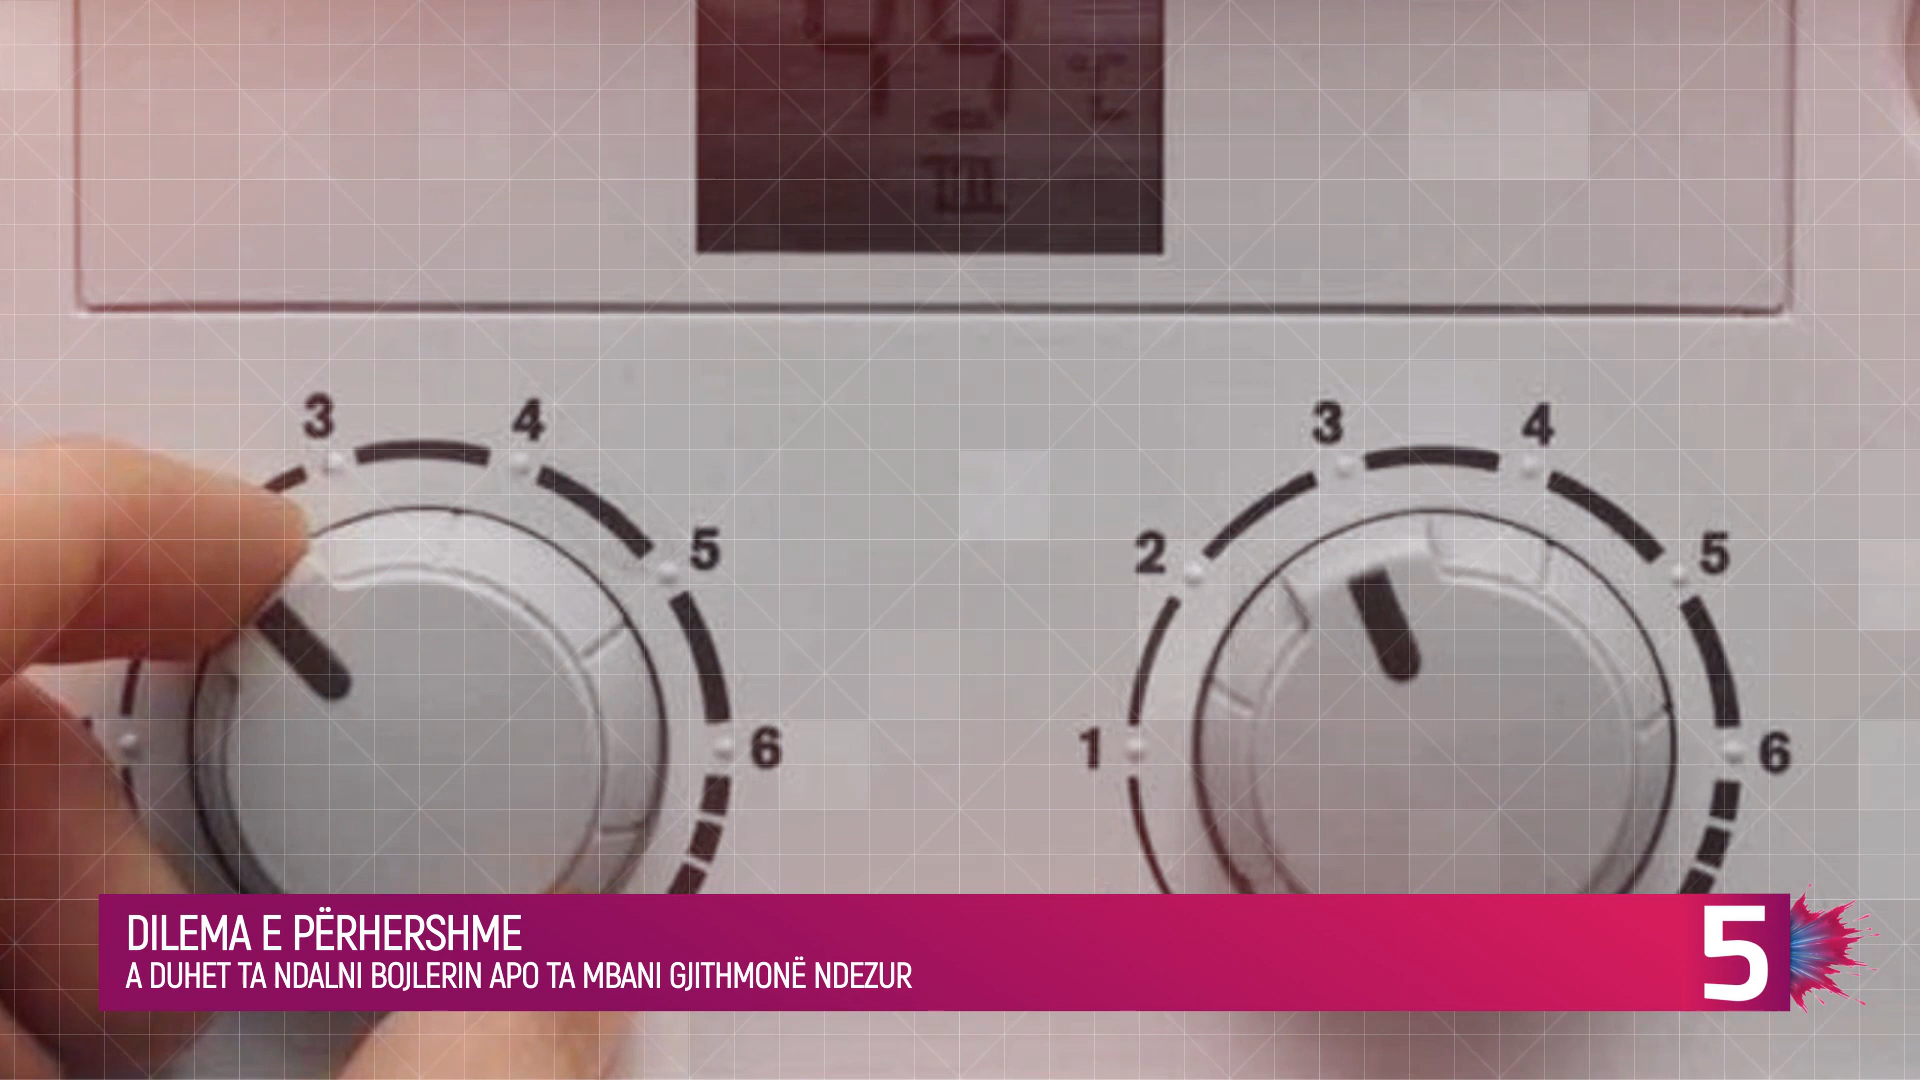 3 4 3 4
5 2 5
6 1 6
DILEMA E PËRHERSHME
A DUHET TA NDALNI BOJLERIN APO TA MBANI GJITHMONË NDEZUR
5